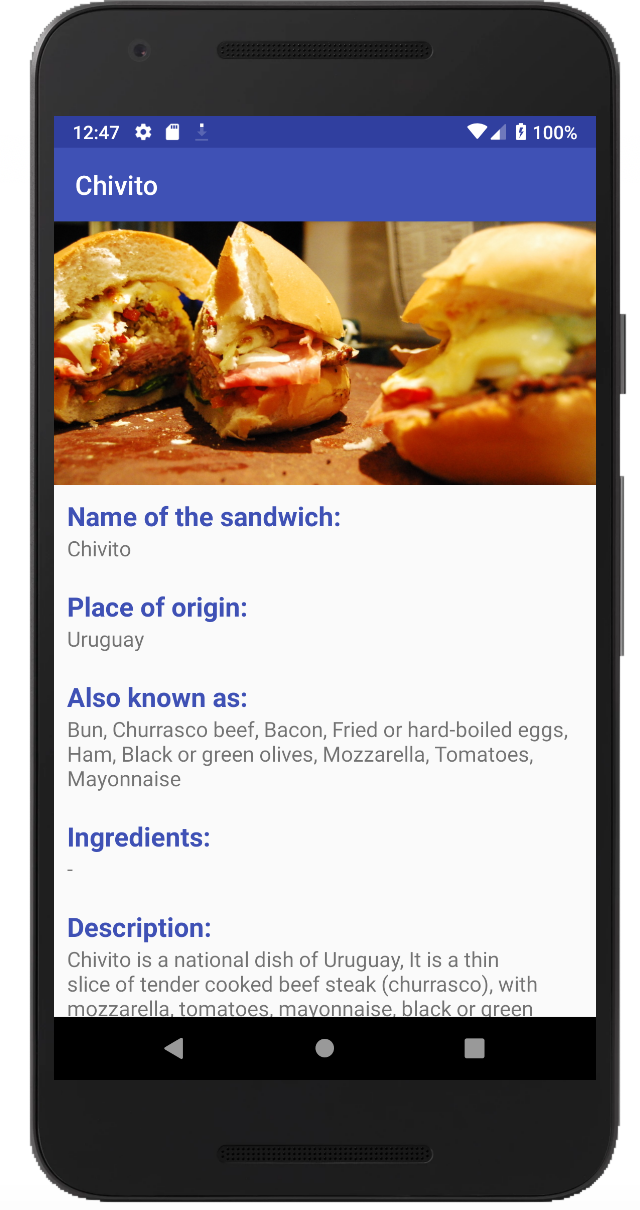 12:47 100%
Chivito
Name of the sandwich:
Chivito
Place of origin:
Uruguay
Also known as:
Bun, Churrasco beef, Bacon, Fried or hard-boiled eggs,
Ham, Black or green olives, Mozzarella, Tomatoes,
Mayonnaise
Ingredients:
-
Description:
Chivito is a national dish of Uruguay, It is a thin
slice of tender cooked beef steak (churrasco), with
mozzarella, tomatoes, mayonnaise, black or green